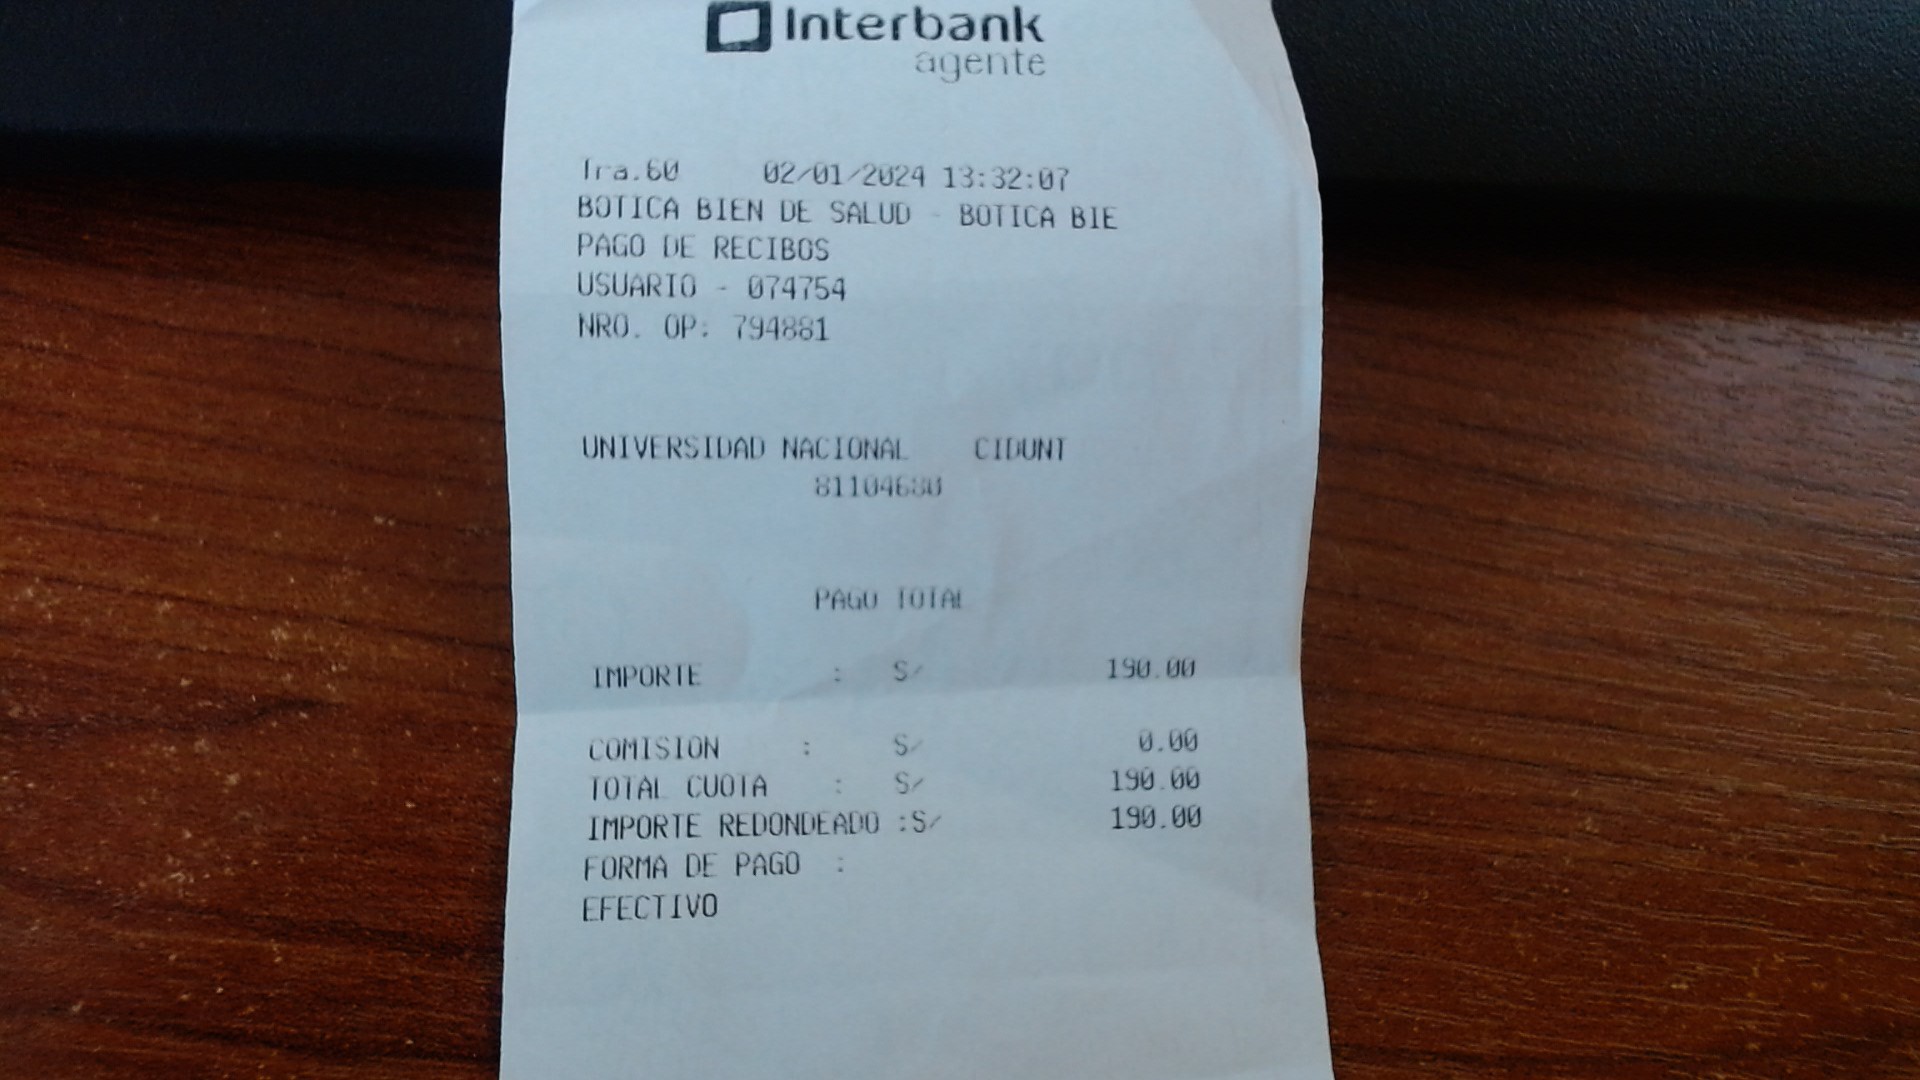 Interbank
agente
Tra.60 02/01/2024 13:32:07
BOTICA BIEN DE SALUD - BOTICA BIE
PAGO DE RECIBOS
USUARIO - 074754
NRO. OP: 794881
UNIVERSIDAD NACIONAL CIDUNT
PAGO TOTAL
IMPORTE : S/ 190.00
COMISION : S/ 0.00
TOTAL CUOTA : S/ 190.00
IMPORTE REDONDEADO :S/ 190.00
FORMA DE PAGO :
EFECTIVO